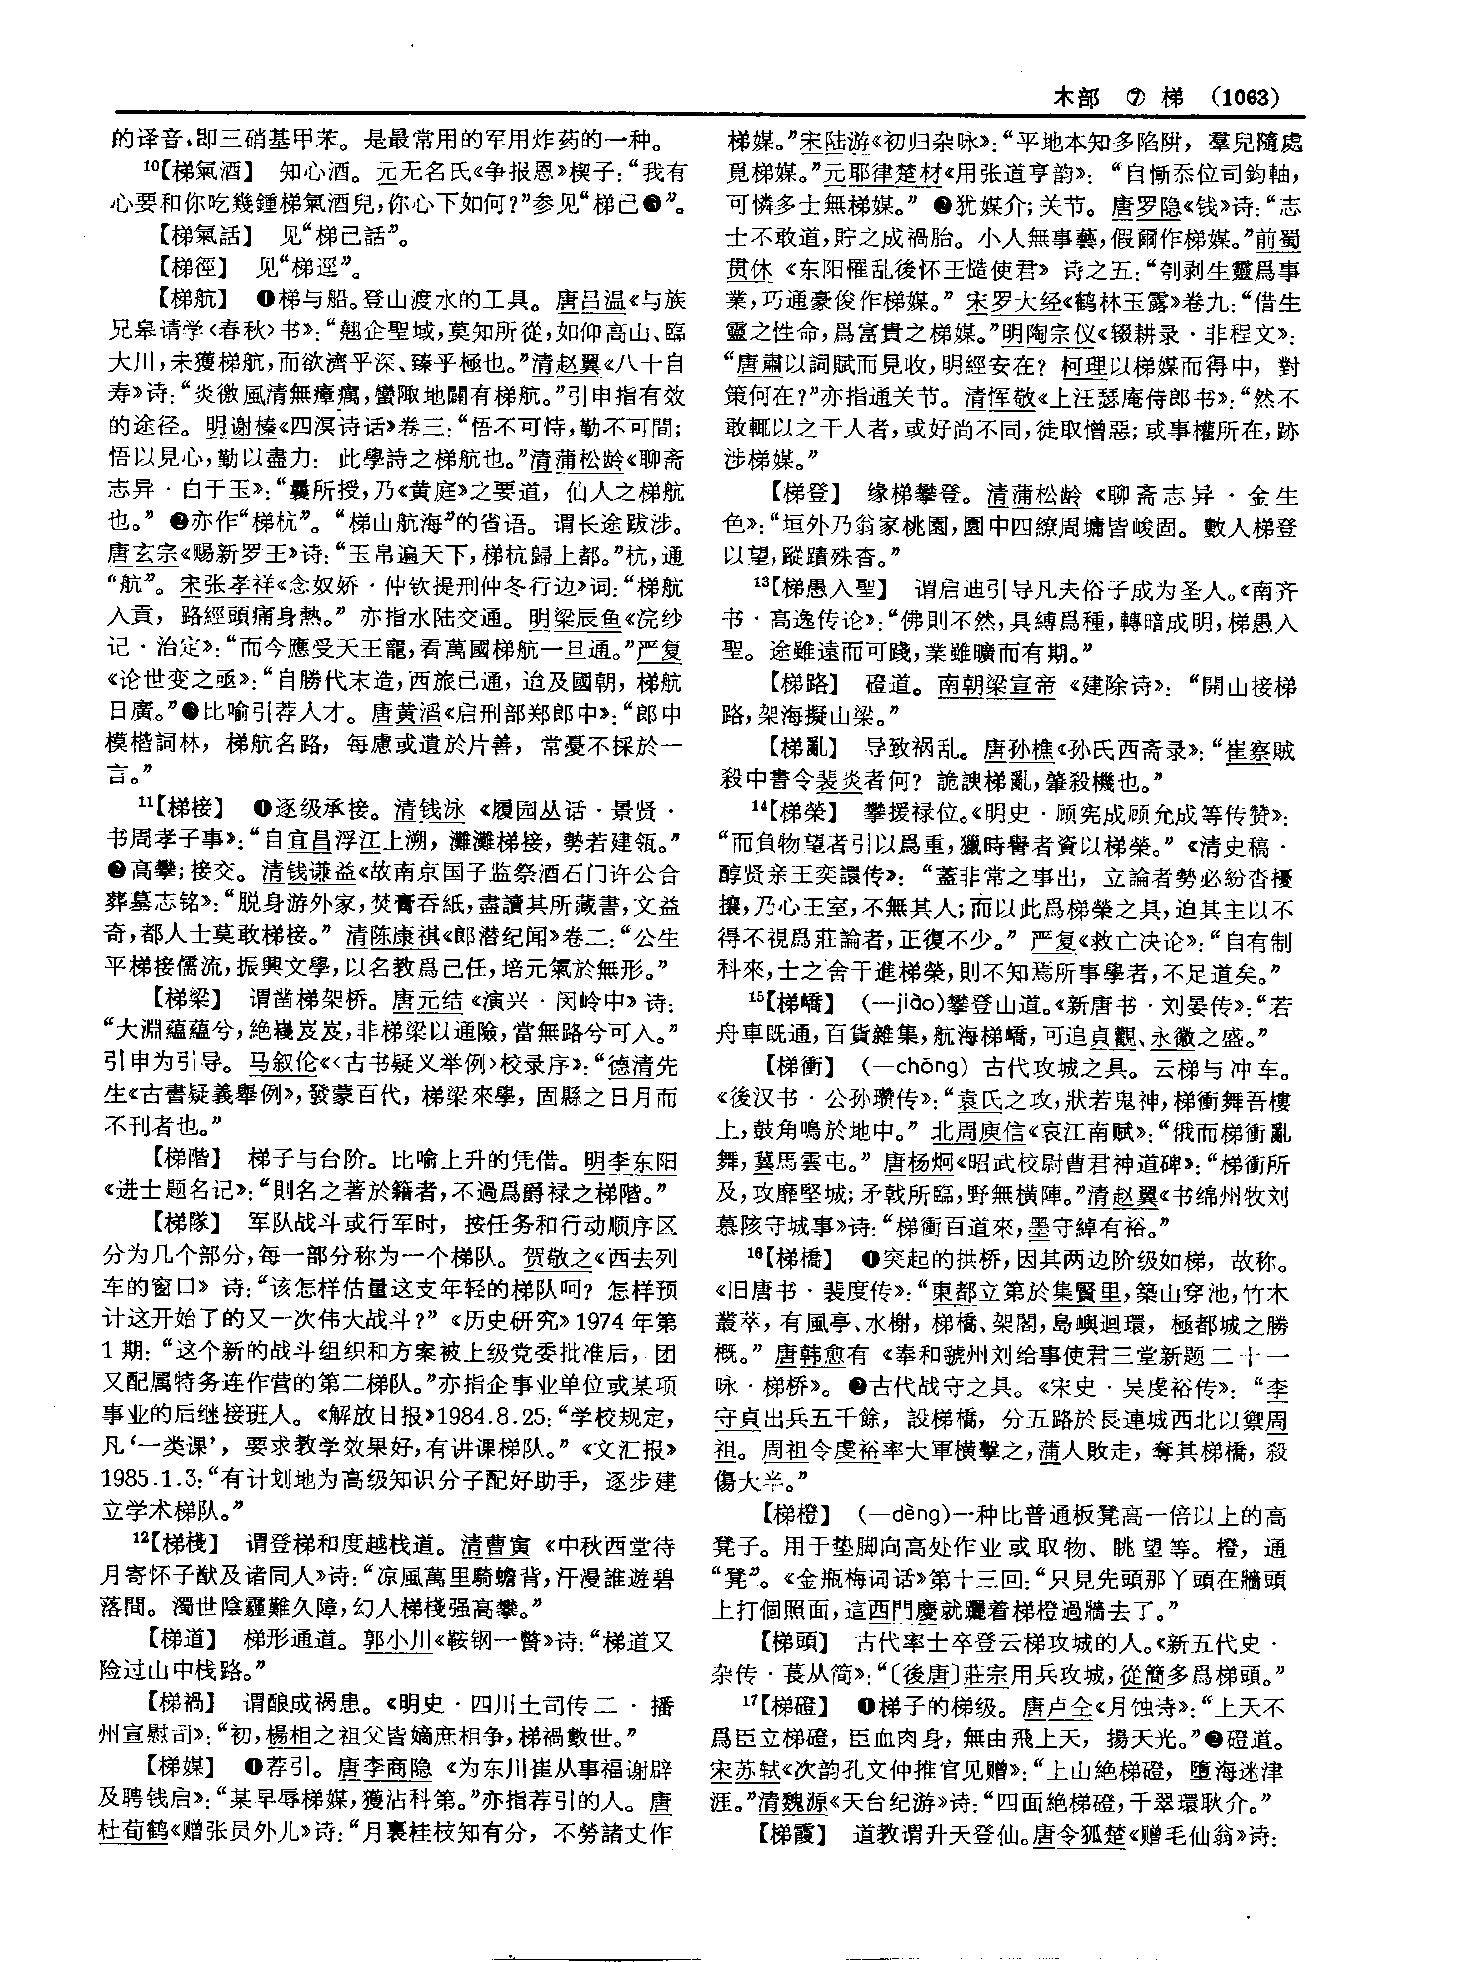 木部 ⑦ 梯 (1063)
的译音,即三硝基甲苯。是最常用的军用炸药的一种。
10【梯氣酒】 知心酒。元无名氏《争报恩》楔子:“我有
心要和你吃幾鍾梯氣酒兒,你心下如何?”参见“梯己❸”。
【梯氣話】 见“梯己話”。
【梯徑】 见“梯逕”。
【梯航】 ❶梯与船。登山渡水的工具。唐吕温《与族
兄皋请学〈春秋〉书》:“翹企聖域,莫知所從,如仰高山、臨
大川,未獲梯航,而欲濟乎深、臻乎極也。”清赵翼《八十自
寿》诗:“炎徼風清無瘴癘,蠻陬地闢有梯航。”引申指有效
的途径。明谢榛《四溟诗话》卷三:“悟不可恃,勤不可間;
悟以見心,勤以盡力: 此學詩之梯航也。”清蒲松龄《聊斋
志异·白于玉》:“曩所授,乃《黄庭》之要道, 仙人之梯航
也。” ❷亦作“梯杭”。“梯山航海”的省语。谓长途跋涉。
唐玄宗《赐新罗王》诗:“玉帛遍天下,梯杭歸上都。”杭,通
“航”。宋张孝祥《念奴娇·仲钦提刑仲冬行边》词:“梯航
入貢, 路經頭痛身熱。” 亦指水陆交通。明梁辰鱼《浣纱
记·治定》:“而今應受天王寵,看萬國梯航一旦通。”严复
《论世变之亟》:“自勝代末造,西旅已通, 迨及國朝, 梯航
日廣。”❸比喻引荐人才。唐黄滔《启刑部郑郎中》:“郎中
模楷詞林, 梯航名路, 每慮或遺於片善, 常憂不採於一
言。”
11【梯接】 ❶逐级承接。清钱泳《履园丛话·景贤·
书周孝子事》:“自宜昌浮江上溯, 灘灘梯接, 勢若建瓴。”
❷高攀;接交。清钱谦益《故南京国子监祭酒石门许公合
葬墓志铭》:“脱身游外家,焚膏吞紙,盡讀其所藏書,文益
奇,都人士莫敢梯接。” 清陈康祺《郎潜纪闻》卷二:“公生
平梯接儒流,振興文學,以名教爲己任,培元氣於無形。”
【梯梁】 谓凿梯架桥。唐元结《演兴·闵岭中》诗:
“大淵蘊蘊兮,絶嶘岌岌,非梯梁以通險,當無路兮可入。”
引申为引导。马叙伦《〈古书疑义举例〉校录序》:“德清先
生《古書疑義舉例》,發蒙百代, 梯梁來學, 固縣之日月而
不刊者也。”
【梯階】 梯子与台阶。比喻上升的凭借。明李东阳
《进士题名记》:“則名之著於籍者,不過爲爵禄之梯階。”
【梯隊】 军队战斗或行军时, 按任务和行动顺序区
分为几个部分,每一部分称为一个梯队。贺敬之《西去列
车的窗口》诗:“该怎样估量这支年轻的梯队呵? 怎样预
计这开始了的又一次伟大战斗?” 《历史研究》1974年第
1期:“这个新的战斗组织和方案被上级党委批准后, 团
又配属特务连作营的第二梯队。”亦指企事业单位或某项
事业的后继接班人。《解放日报》1984.8.25:“学校规定,
凡‘一类课’, 要求教学效果好,有讲课梯队。” 《文汇报》
1985.1.3:“有计划地为高级知识分子配好助手, 逐步建
立学术梯队。”
12【梯棧】 谓登梯和度越栈道。清曹寅《中秋西堂待
月寄怀子猷及诸同人》诗:“凉風萬里騎蟾背,汗漫誰遊碧
落間。濁世陰霾難久障,幻人梯棧强高攀。”
【梯道】 梯形通道。郭小川《鞍钢一瞥》诗:“梯道又
险过山中栈路。”
【梯禍】 谓酿成祸患。《明史·四川土司传二·播
州宣慰司》:“初,楊相之祖父皆嫡庶相争,梯禍數世。”
【梯媒】 ❶荐引。唐李商隐《为东川崔从事福谢辟
及聘钱启》:“某早辱梯媒,獲沾科第。”亦指荐引的人。唐
杜荀鹤《赠张员外儿》诗:“月裏桂枝知有分, 不勞諸丈作
梯媒。”宋陆游《初归杂咏》:“平地本知多陷阱, 羣兒隨處
覓梯媒。”元耶律楚材《用张道亨韵》: “自慚忝位司鈞軸,
可憐多士無梯媒。” ❷犹媒介;关节。唐罗隐《钱》诗:“志
士不敢道,貯之成禍胎。小人無事藝,假爾作梯媒。”前蜀
贯休《东阳罹乱後怀王慥使君》诗之五:“刳剥生靈爲事
業,巧通豪俊作梯媒。” 宋罗大经《鹤林玉露》卷九:“借生
靈之性命,爲富貴之梯媒。”明陶宗仪《辍耕录·非程文》:
“唐肅以詞賦而見收,明經安在? 柯理以梯媒而得中, 對
策何在?”亦指通关节。清恽敬《上汪瑟庵侍郎书》:“然不
敢輒以之干人者,或好尚不同,徒取憎惡;或事權所在,跡
涉梯媒。”
【梯登】 缘梯攀登。清蒲松龄《聊斋志异·金生
色》:“垣外乃翁家桃園,園中四繚周墉皆峻固。數人梯登
以望,蹤蹟殊杳。”
13【梯愚入聖】 谓启迪引导凡夫俗子成为圣人。《南齐
书·高逸传论》:“佛則不然,具縛爲種,轉暗成明,梯愚入
聖。途雖遠而可踐,業雖曠而有期。”
【梯路】 磴道。南朝梁宣帝《建除诗》: “開山接梯
路,架海擬山梁。”
【梯亂】 导致祸乱。唐孙樵《孙氏西斋录》:“崔察賊
殺中書令裴炎者何? 詭諛梯亂,肇殺機也。”
14【梯榮】 攀援禄位。《明史·顾宪成顾允成等传赞》:
“而負物望者引以爲重,獵時譽者資以梯榮。” 《清史稿·
醇贤亲王奕譞传》: “蓋非常之事出, 立論者勢必紛沓擾
攘,乃心王室,不無其人;而以此爲梯榮之具,迫其主以不
得不視爲莊論者,正復不少。” 严复《救亡决论》:“自有制
科來,士之舍干進梯榮,則不知焉所事學者,不足道矣。”
15【梯嶠】 (—jiào)攀登山道。《新唐书·刘晏传》:“若
舟車既通,百貨雜集,航海梯嶠,可追貞觀、永徽之盛。”
【梯衝】 (—chōng) 古代攻城之具。云梯与冲车。
《後汉书·公孙瓒传》:“袁氏之攻,狀若鬼神,梯衝舞吾樓
上,鼓角鳴於地中。” 北周庾信《哀江南赋》:“俄而梯衝亂
舞,冀馬雲屯。” 唐杨炯《昭武校尉曹君神道碑》:“梯衝所
及,攻靡堅城;矛戟所臨,野無横陣。”清赵翼《书绵州牧刘
慕陔守城事》诗:“梯衝百道來,墨守綽有裕。”
16【梯橋】 ❶突起的拱桥,因其两边阶级如梯, 故称。
《旧唐书·裴度传》:“東都立第於集賢里,築山穿池,竹木
叢萃, 有風亭、水榭, 梯橋、架閣,島嶼迴環, 極都城之勝
概。” 唐韩愈有《奉和虢州刘给事使君三堂新题二十一
咏·梯桥》。 ❷古代战守之具。《宋史·吴虔裕传》: “李
守貞出兵五千餘, 設梯橋, 分五路於長連城西北以禦周
祖。周祖令虔裕率大軍横擊之,蒲人敗走, 奪其梯橋, 殺
傷大半。”
【梯橙】 (—dèng)一种比普通板凳高一倍以上的高
凳子。用于垫脚向高处作业或取物、眺望等。橙, 通
“凳”。《金瓶梅词话》第十三回:“只見先頭那丫頭在牆頭
上打個照面,這西門慶就躧着梯橙過牆去了。”
【梯頭】 古代率士卒登云梯攻城的人。《新五代史·
杂传·苌从简》:“〔後唐〕莊宗用兵攻城,從簡多爲梯頭。”
17【梯磴】 ❶梯子的梯级。唐卢仝《月蚀诗》:“上天不
爲臣立梯磴, 臣血肉身, 無由飛上天, 揚天光。”❷磴道。
宋苏轼《次韵孔文仲推官见赠》:“上山絶梯磴, 墮海迷津
涯。”清魏源《天台纪游》诗:“四面絶梯磴,千翠環耿介。”
【梯霞】 道教谓升天登仙。唐令狐楚《赠毛仙翁》诗: